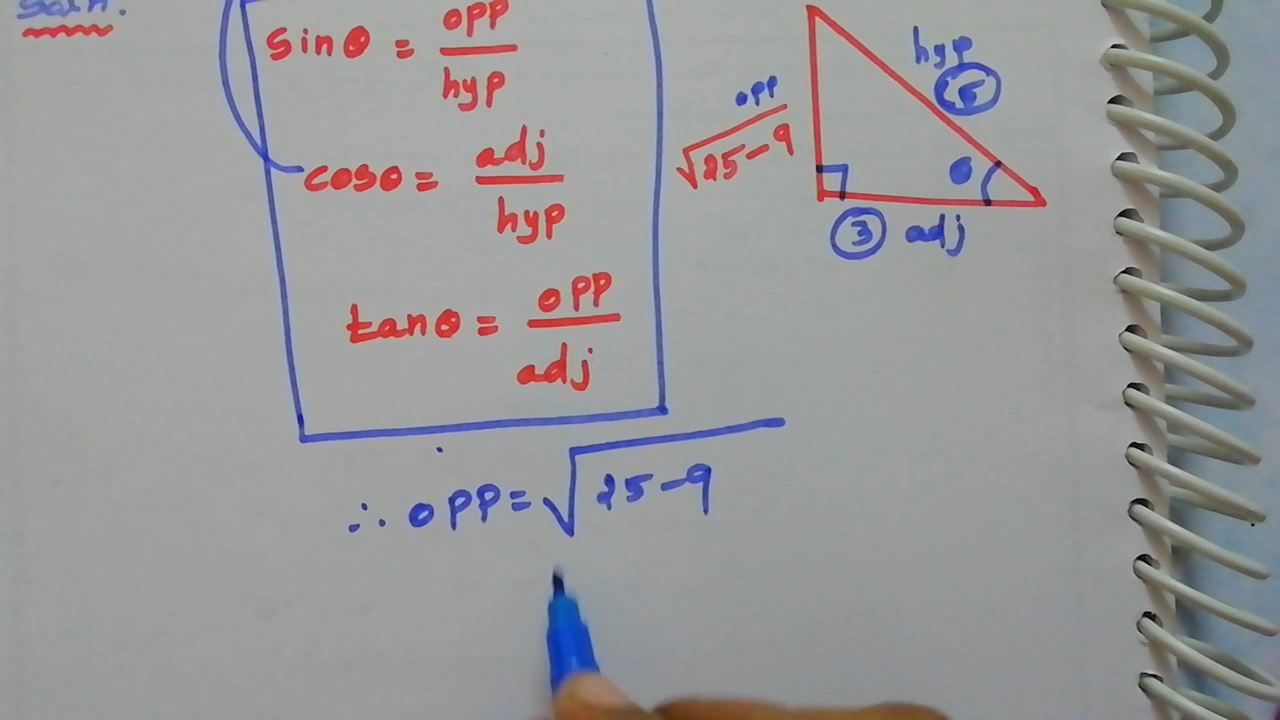 Soln.
sinθ = opp
hyp
cosθ = adj
hyp
tanθ = opp
adj
hyp
5
opp
√25-9
θ
3 adj
∴ opp = √25-9